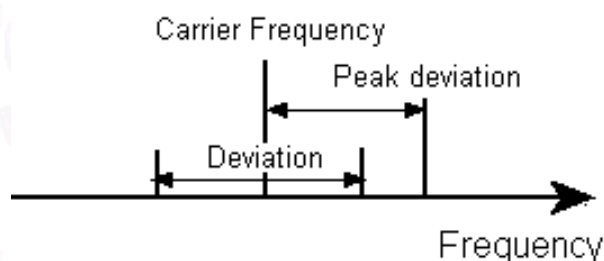 Carrier Frequency
Peak deviation
Deviation
Frequency